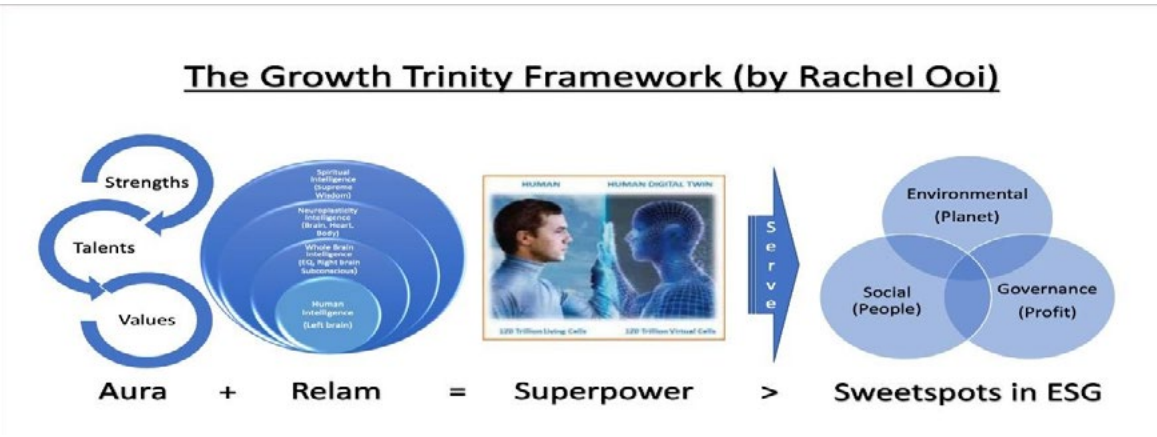 The Growth Trinity Framework (by Rachel Ooi)
Strengths
Talents
Values
Spiritual
Intelligence
(Supreme
Wisdom)
Neuroplasticity
Intelligence
(Brain, Heart,
Body)
Whole Brain
Intelligence
(EQ, Right brain
Subconscious)
Human
Intelligence
(Left brain)
HUMAN
HUMAN DIGITAL TWIN
120 Trillion Living Cells
120 Trillion Virtual Cells
Serve
Environmental
(Planet)
Social
(People)
Governance
(Profit)
Aura + Relam = Superpower > Sweetspots in ESG